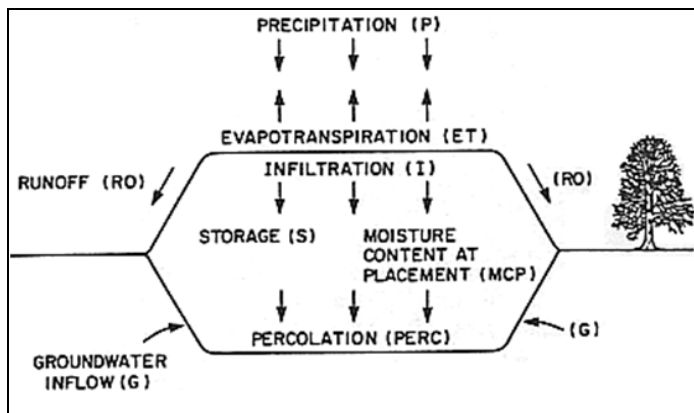 PRECIPITATION (P)
EVAPOTRANSPIRATION (ET)
RUNOFF (RO)
INFILTRATION (I)
(RO)
STORAGE (S)
MOISTURE
CONTENT AT
PLACEMENT (MCP)
PERCOLATION (PERC)
GROUNDWATER
INFLOW (G)
(G)